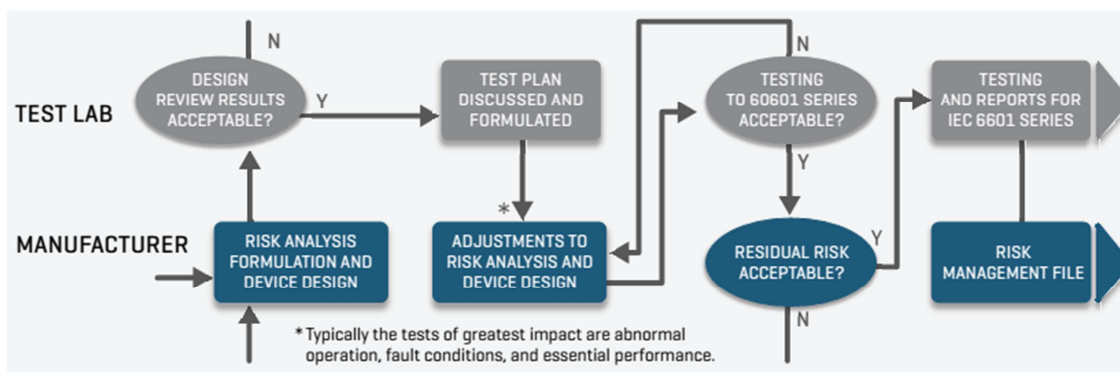 N
DESIGN
REVIEW RESULTS
ACCEPTABLE?
Y
TEST PLAN
DISCUSSED AND
FORMULATED
N
TESTING
TO 60601 SERIES
ACCEPTABLE?
Y
TESTING
AND REPORTS FOR
IEC 6601 SERIES
TEST LAB
MANUFACTURER
RISK ANALYSIS
FORMULATION AND
DEVICE DESIGN
*
ADJUSTMENTS TO
RISK ANALYSIS AND
DEVICE DESIGN
RESIDUAL RISK
ACCEPTABLE?
Y
N
RISK
MANAGEMENT FILE
* Typically the tests of greatest impact are abnormal
operation, fault conditions, and essential performance.